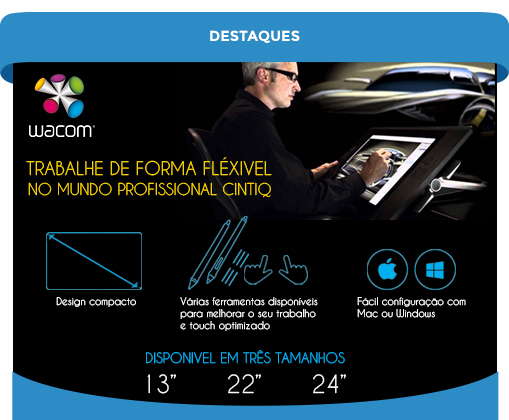 DESTAQUES
wacom
TRABALHE DE FORMA FLÉXIVEL
NO MUNDO PROFISSIONAL CINTIQ
Design compacto
Várias ferramentas disponíveis
para melhorar o seu trabalho
e touch optimizado
Fácil configuração com
Mac ou Windows
DISPONIVEL EM TRÊS TAMANHOS
13” 22” 24”